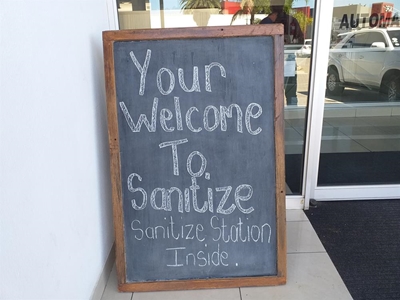 AUTOMA
Your
Welcome
To.
Sanitize
Sanitize Station
Inside.